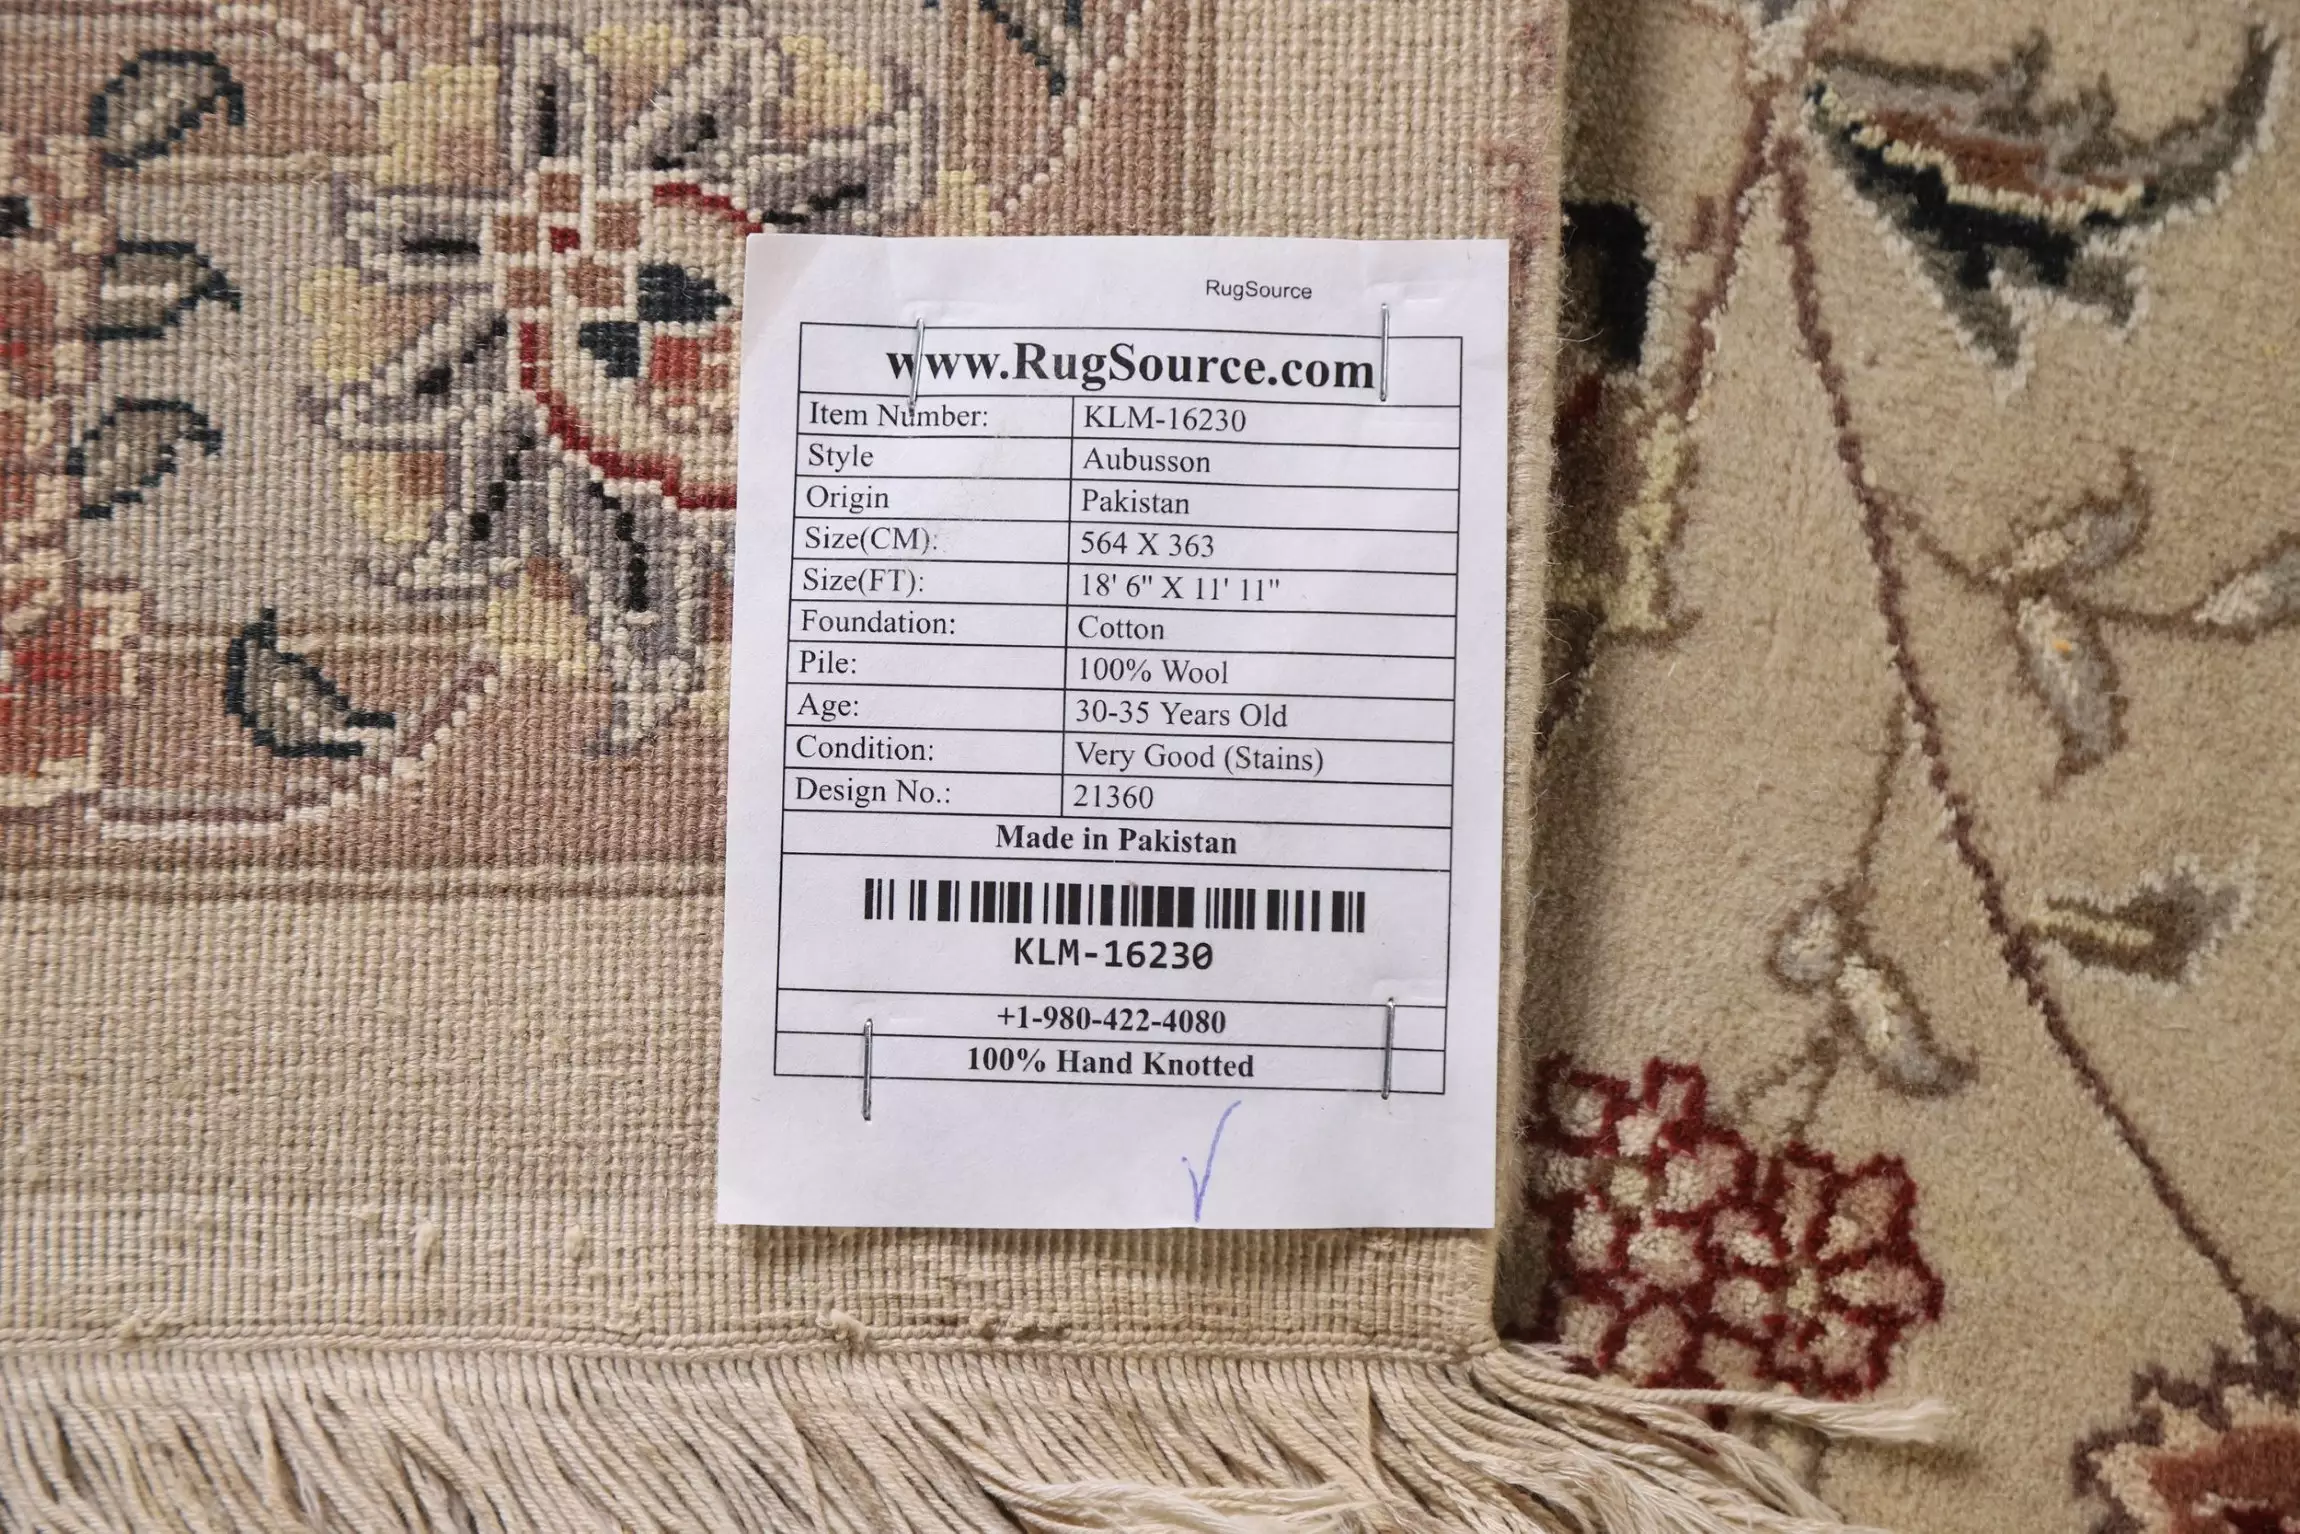 RugSource
www.RugSource.com
Item Number: KLM-16230
Style Aubusson
Origin Pakistan
Size(CM): 564 X 363
Size(FT): 18' 6" X 11' 11"
Foundation: Cotton
Pile: 100% Wool
Age: 30-35 Years Old
Condition: Very Good (Stains)
Design No.: 21360
Made in Pakistan
KLM-16230
+1-980-422-4080
100% Hand Knotted